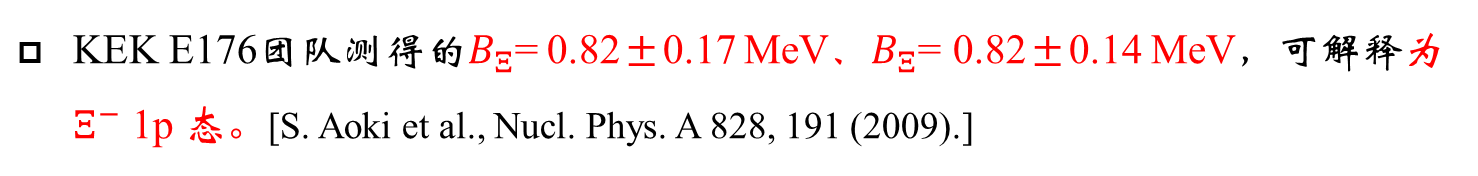 KEK E176团队测得的BΞ= 0.82±0.17 MeV、BΞ= 0.82±0.14 MeV，可解释为
Ξ− 1p 态。[S. Aoki et al., Nucl. Phys. A 828, 191 (2009).]